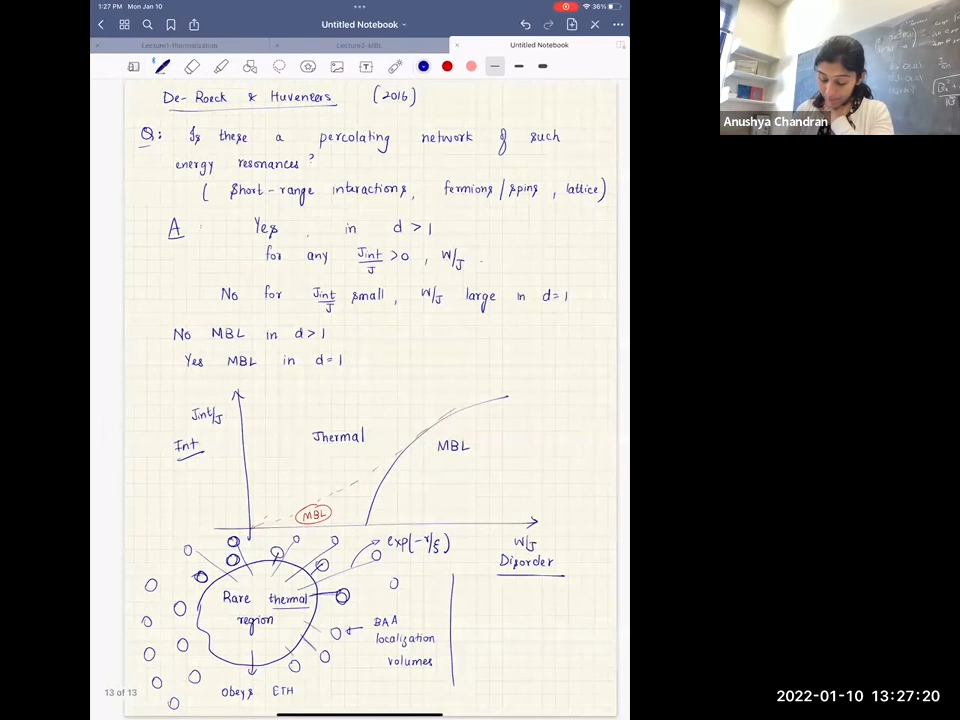 1:27 PM Mon Jan 10
36%
Untitled Notebook
Lecture1-thermalization
Lecture2-MBL
Untitled Notebook
De-Roeck & Huveneers (2016)
Q: Is there a percolating network of such
energy resonances?
( Short-range interactions, fermions/spins, lattice)
A : Yes, in d > 1
for any Jint/J > 0, W/J.
No for Jint/J small, W/J large in d=1
No MBL in d > 1
Yes MBL in d=1
Jint/J
Int
Thermal
MBL
MBL
W/J
Disorder
exp(-r/ξ)
Rare thermal
region
BAA
localization
volumes
Obeys ETH
13 of 13
Anushya Chandran
2022-01-10 13:27:20